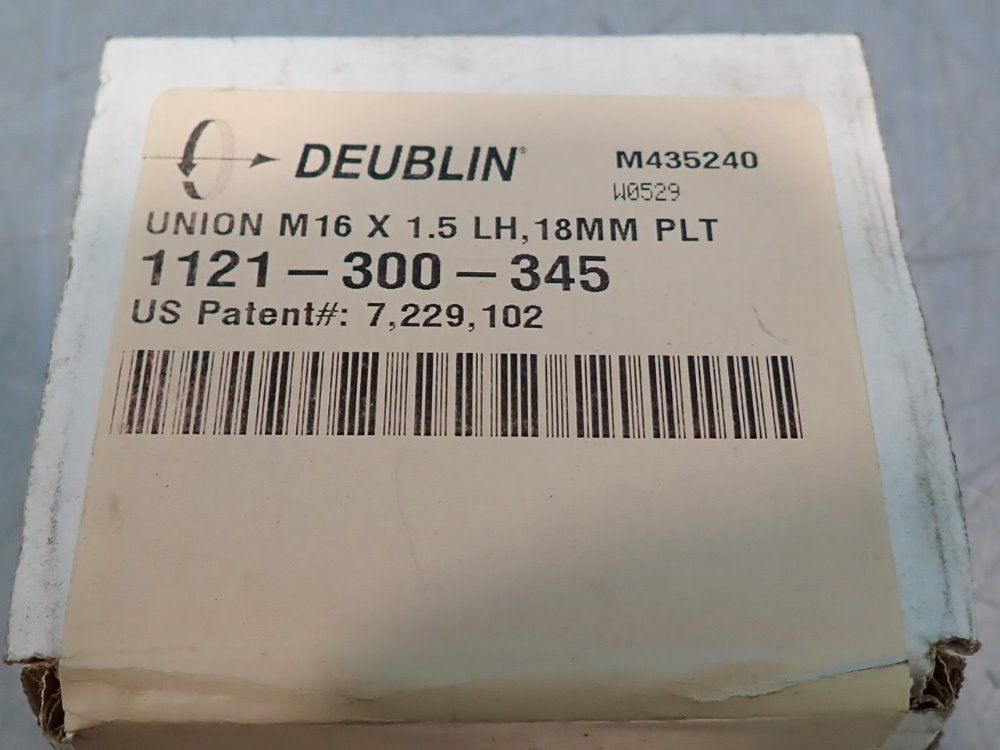 DEUBLIN® M435240
W0529
UNION M16 X 1.5 LH,18MM PLT
1121-300-345
US Patent#: 7,229,102